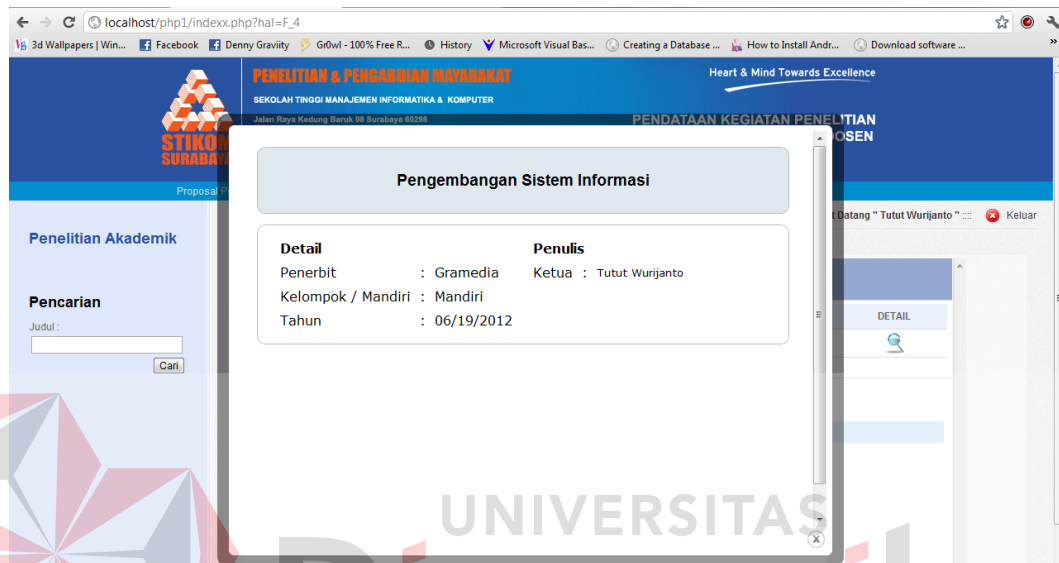 localhost/php1/indexx.php?hal=F_4
3d Wallpapers | Win... Facebook Denny Graviity Gr0wl - 100% Free R... History Microsoft Visual Bas... Creating a Database ... How to Install Andr... Download software ... »
PENELITIAN & PENGABDIAN MAYARAKAT
Heart & Mind Towards Excellence
SEKOLAH TINGGI MANAJEMEN INFORMATIKA & KOMPUTER
Jalan Raya Kedung Baruk 98 Surabaya 60298
PENDATAAN KEGIATAN PENELITIAN
OSEN
STIKOM
SURABAYA
Proposal
Datang " Tutut Wurijanto " :::: Keluar
Penelitian Akademik
Pencarian
Judul :
Cari
DETAIL
Pengembangan Sistem Informasi
Detail Penulis
Penerbit : Gramedia Ketua : Tutut Wurijanto
Kelompok / Mandiri : Mandiri
Tahun : 06/19/2012
UNIVERSITAS